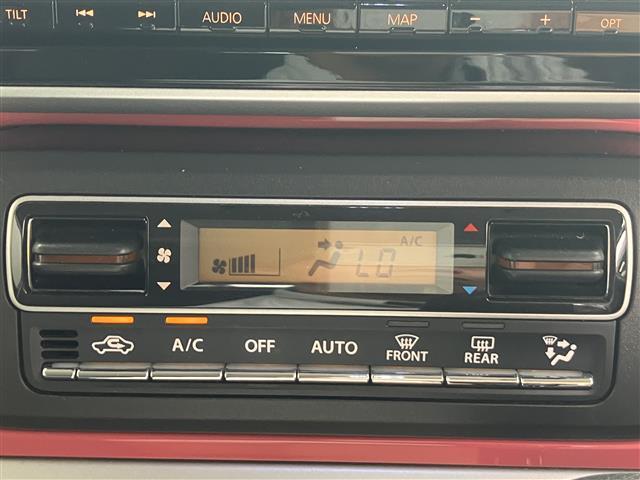 TILT AUDIO MENU MAP − + OPT
A/C
LO
A/C OFF AUTO FRONT REAR